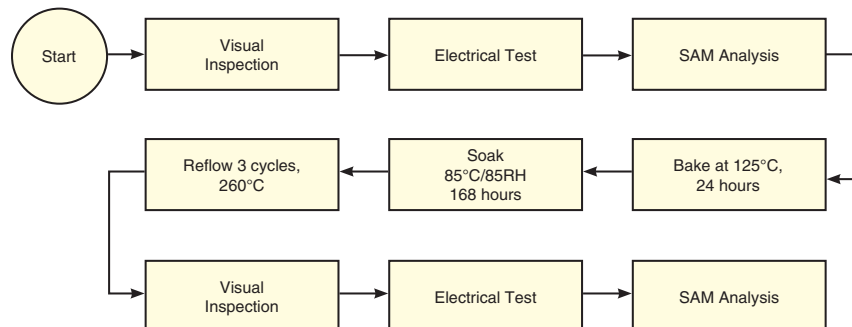 Start
Visual
Inspection
Electrical Test
SAM Analysis
Bake at 125°C,
24 hours
Soak
85°C/85RH
168 hours
Reflow 3 cycles,
260°C
Visual
Inspection
Electrical Test
SAM Analysis